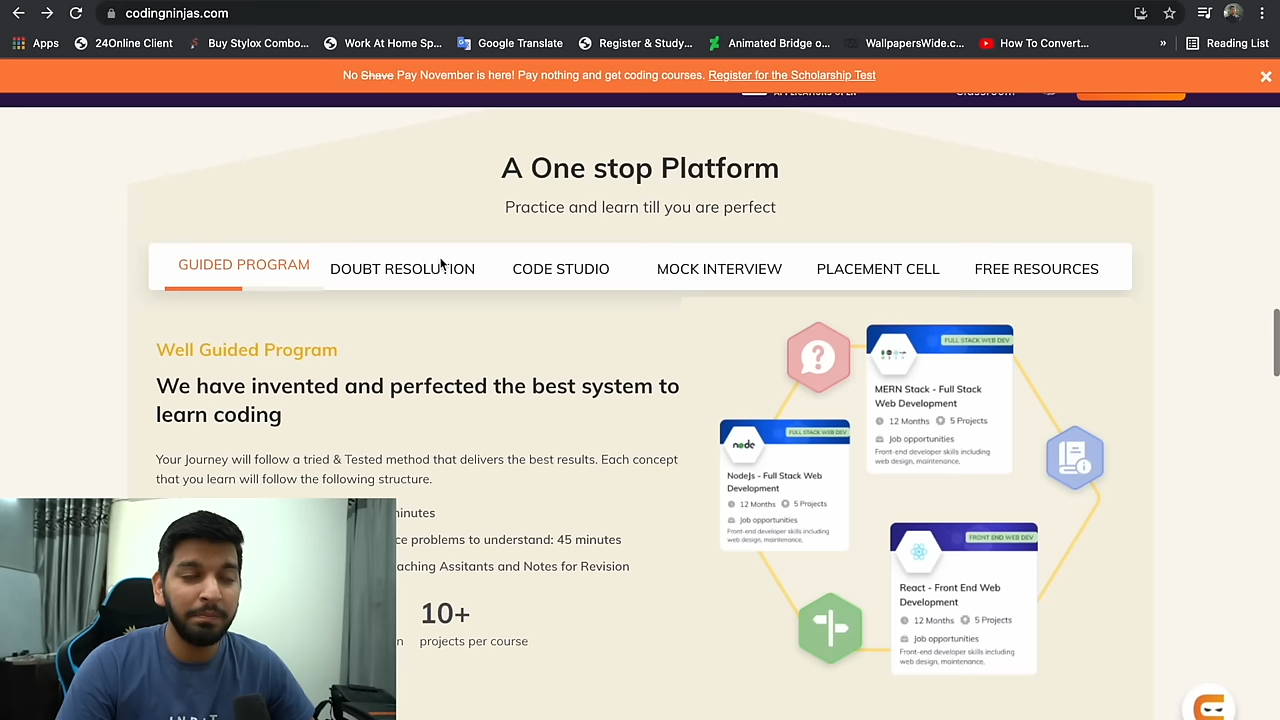 codingninjas.com
Apps
24Online Client
Buy Stylox Combo...
Work At Home Sp...
Google Translate
Register & Study...
Animated Bridge o...
WallpapersWide.c...
How To Convert...
»
Reading List
No Shave Pay November is here! Pay nothing and get coding courses. Register for the Scholarship Test
A One stop Platform
Practice and learn till you are perfect
GUIDED PROGRAM
DOUBT RESOLUTION
CODE STUDIO
MOCK INTERVIEW
PLACEMENT CELL
FREE RESOURCES
Well Guided Program
We have invented and perfected the best system to
learn coding
Your Journey will follow a tried & Tested method that delivers the best results. Each concept
that you learn will follow the following structure.
minutes
ce problems to understand: 45 minutes
aching Assitants and Notes for Revision
10+
n
projects per course
FULL STACK WEB DEV
MERN Stack - Full Stack
Web Development
12 Months
5 Projects
Job opportunities
Front-end developer skills including
web design, maintenance.
node
FULL STACK WEB DEV
NodeJs - Full Stack Web
Development
12 Months
5 Projects
Job opportunities
Front-end developer skills including
web design, maintenance.
FRONT END WEB DEV
React - Front End Web
Development
12 Months
5 Projects
Job opportunities
Front-end developer skills including
web design, maintenance.